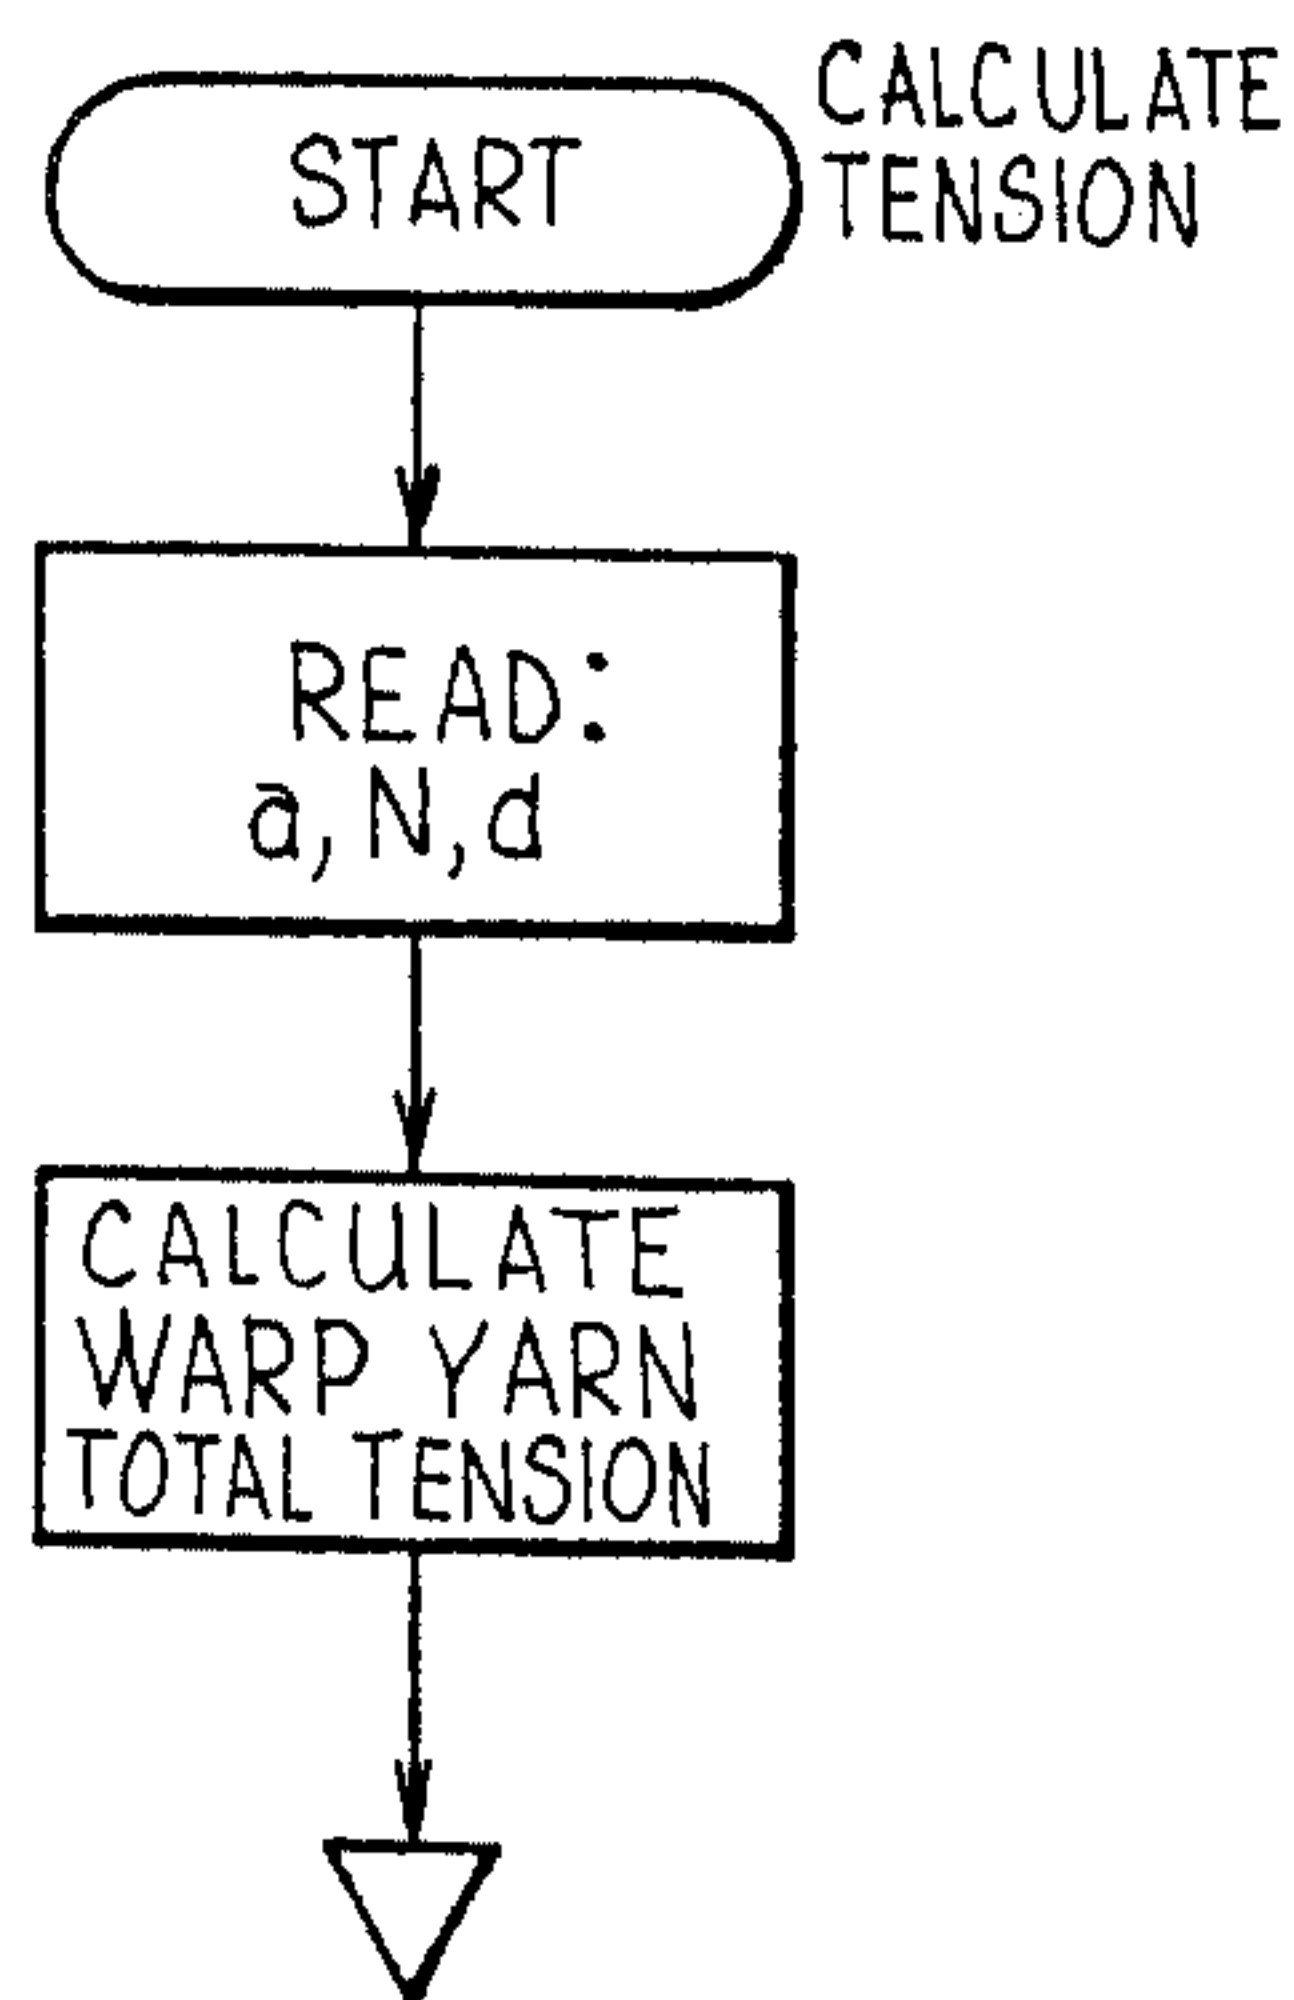 START
CALCULATE
TENSION
READ:
a, N, d
CALCULATE
WARP YARN
TOTAL TENSION